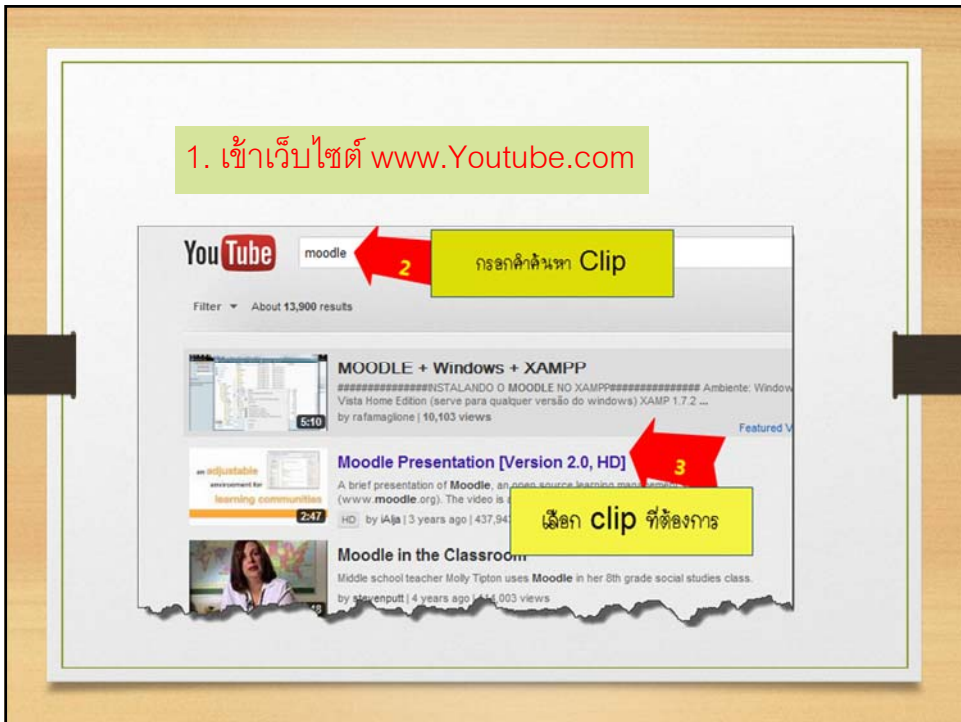 1. เข้าเว็บไซต์ www.Youtube.com
YouTube
moodle
2
กรอกคำค้นหา Clip
Filter
About 13,900 results
MOODLE + Windows + XAMPP
###############INSTALANDO O MOODLE NO XAMPP############### Ambiente: Window
Vista Home Edition (serve para qualquer versão do windows) XAMP 1.7.2 ...
by rafamaglione | 10,103 views
5:10
Featured V
Moodle Presentation [Version 2.0, HD]
3
an adjustable
environment for
learning communities
2:47
A brief presentation of Moodle, an open source learning management
(www.moodle.org). The video is a
HD by iAlja | 3 years ago | 437,94
เลือก clip ที่ต้องการ
Moodle in the Classroom
Middle school teacher Molly Tipton uses Moodle in her 8th grade social studies class.
by stevenputt | 4 years ago | 003 views